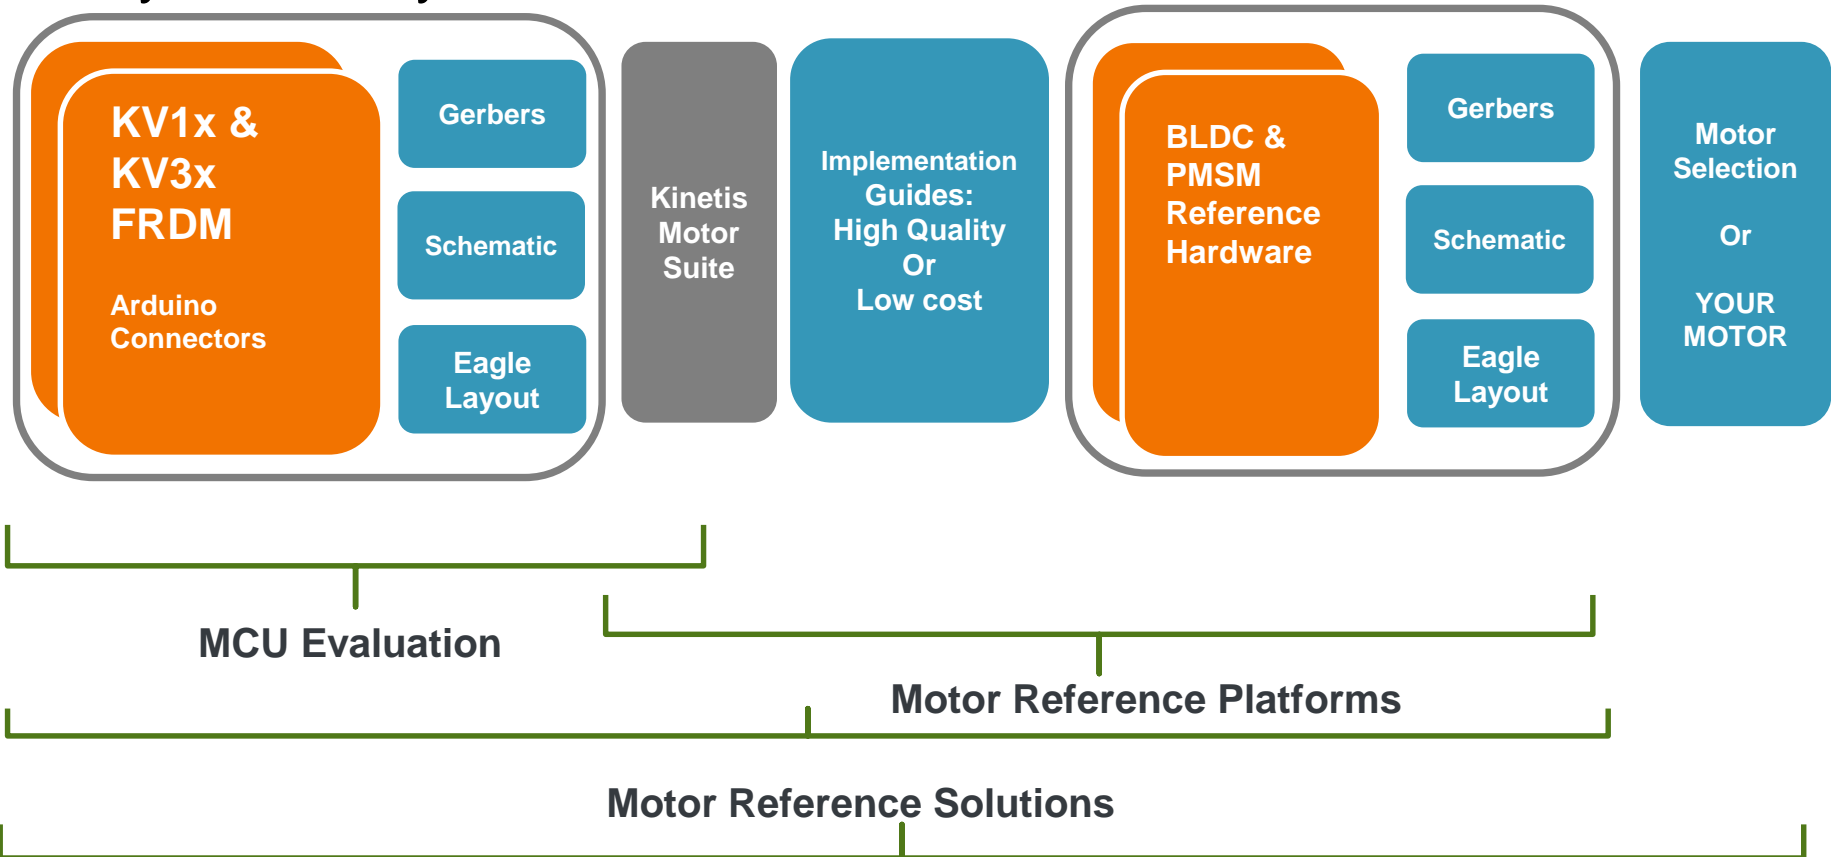 KV1x &
KV3x
FRDM
Arduino
Connectors
Gerbers
Schematic
Eagle
Layout
Kinetis
Motor
Suite
Implementation
Guides:
High Quality
Or
Low cost
BLDC &
PMSM
Reference
Hardware
Gerbers
Schematic
Eagle
Layout
Motor
Selection
Or
YOUR
MOTOR
MCU Evaluation
Motor Reference Platforms
Motor Reference Solutions